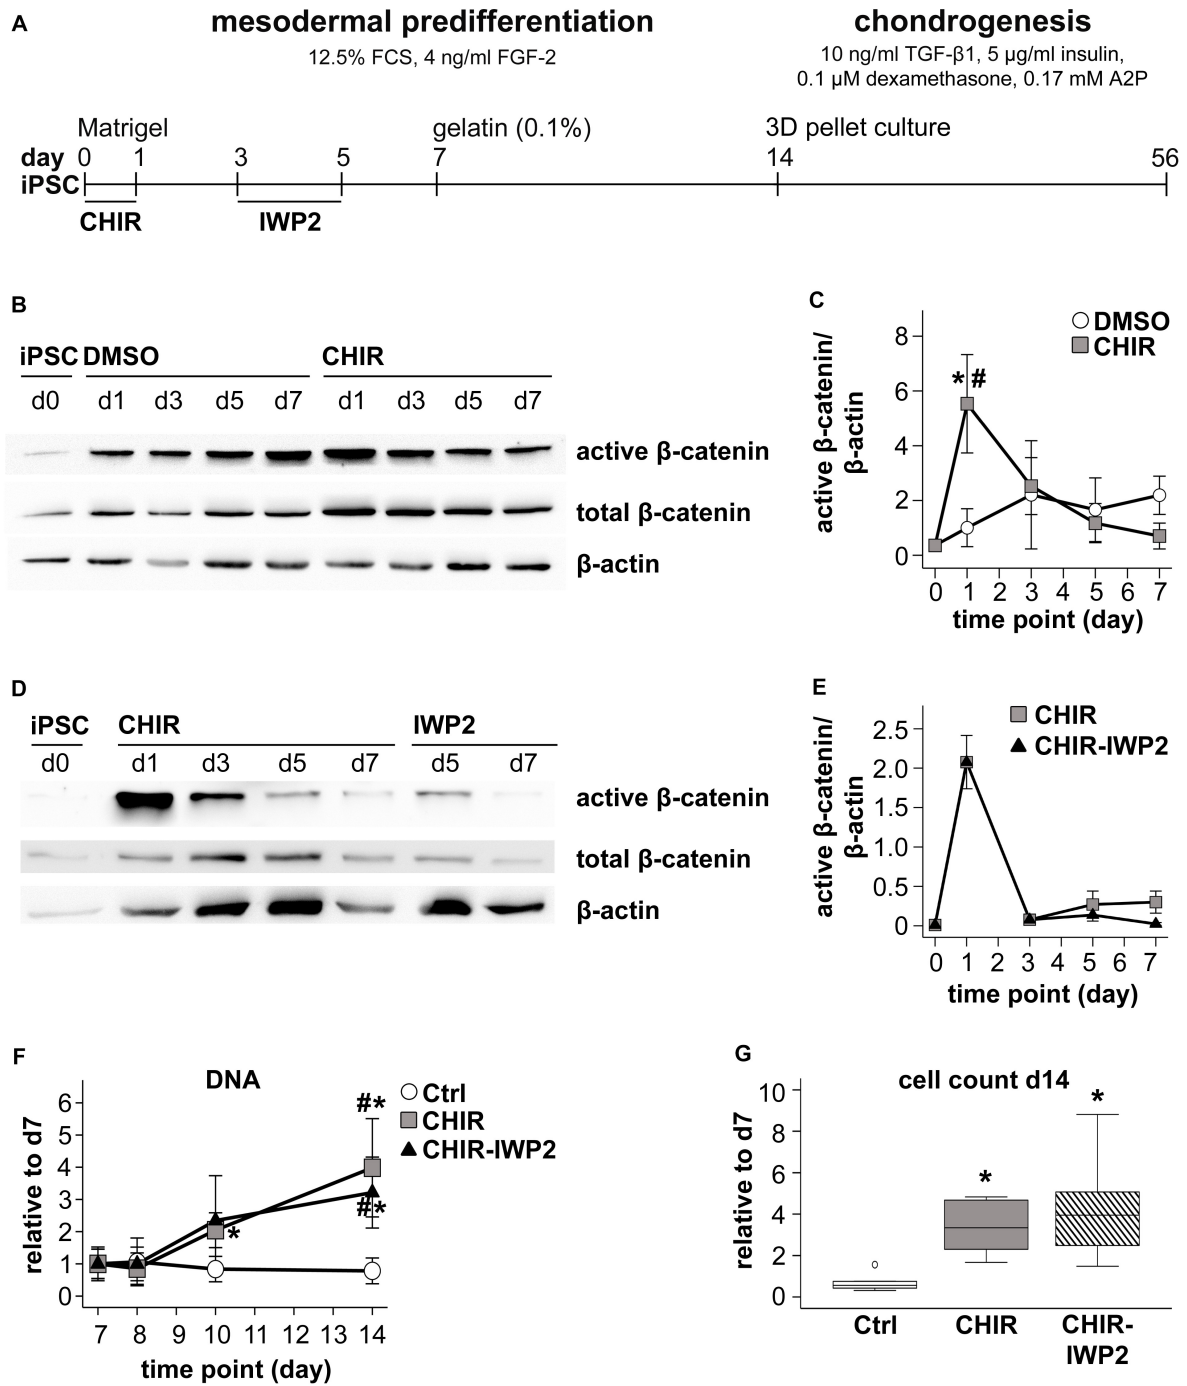 A
mesodermal predifferentiation
12.5% FCS, 4 ng/ml FGF-2
chondrogenesis
10 ng/ml TGF-β1, 5 µg/ml insulin,
0.1 µM dexamethasone, 0.17 mM A2P
Matrigel gelatin (0.1%) 3D pellet culture
day 0 1 3 5 7 14 56
iPSC
CHIR IWP2
B
iPSC DMSO CHIR
d0 d1 d3 d5 d7 d1 d3 d5 d7
active β-catenin
total β-catenin
β-actin
C
active β-catenin/
β-actin
DMSO
CHIR
8
6
4
2
0
*#
0 1 2 3 4 5 6 7
time point (day)
D
iPSC CHIR IWP2
d0 d1 d3 d5 d7 d5 d7
active β-catenin
total β-catenin
β-actin
E
active β-catenin/
β-actin
CHIR
CHIR-IWP2
2.5
2.0
1.5
1.0
0.5
0
0 1 2 3 4 5 6 7
time point (day)
F
DNA
relative to d7
Ctrl
CHIR
CHIR-IWP2
6
5
4
3
2
1
0
#*
#*
*
7 8 9 10 11 12 13 14
time point (day)
G
cell count d14
relative to d7
10
8
6
4
2
0
*
*
Ctrl CHIR CHIR-
IWP2